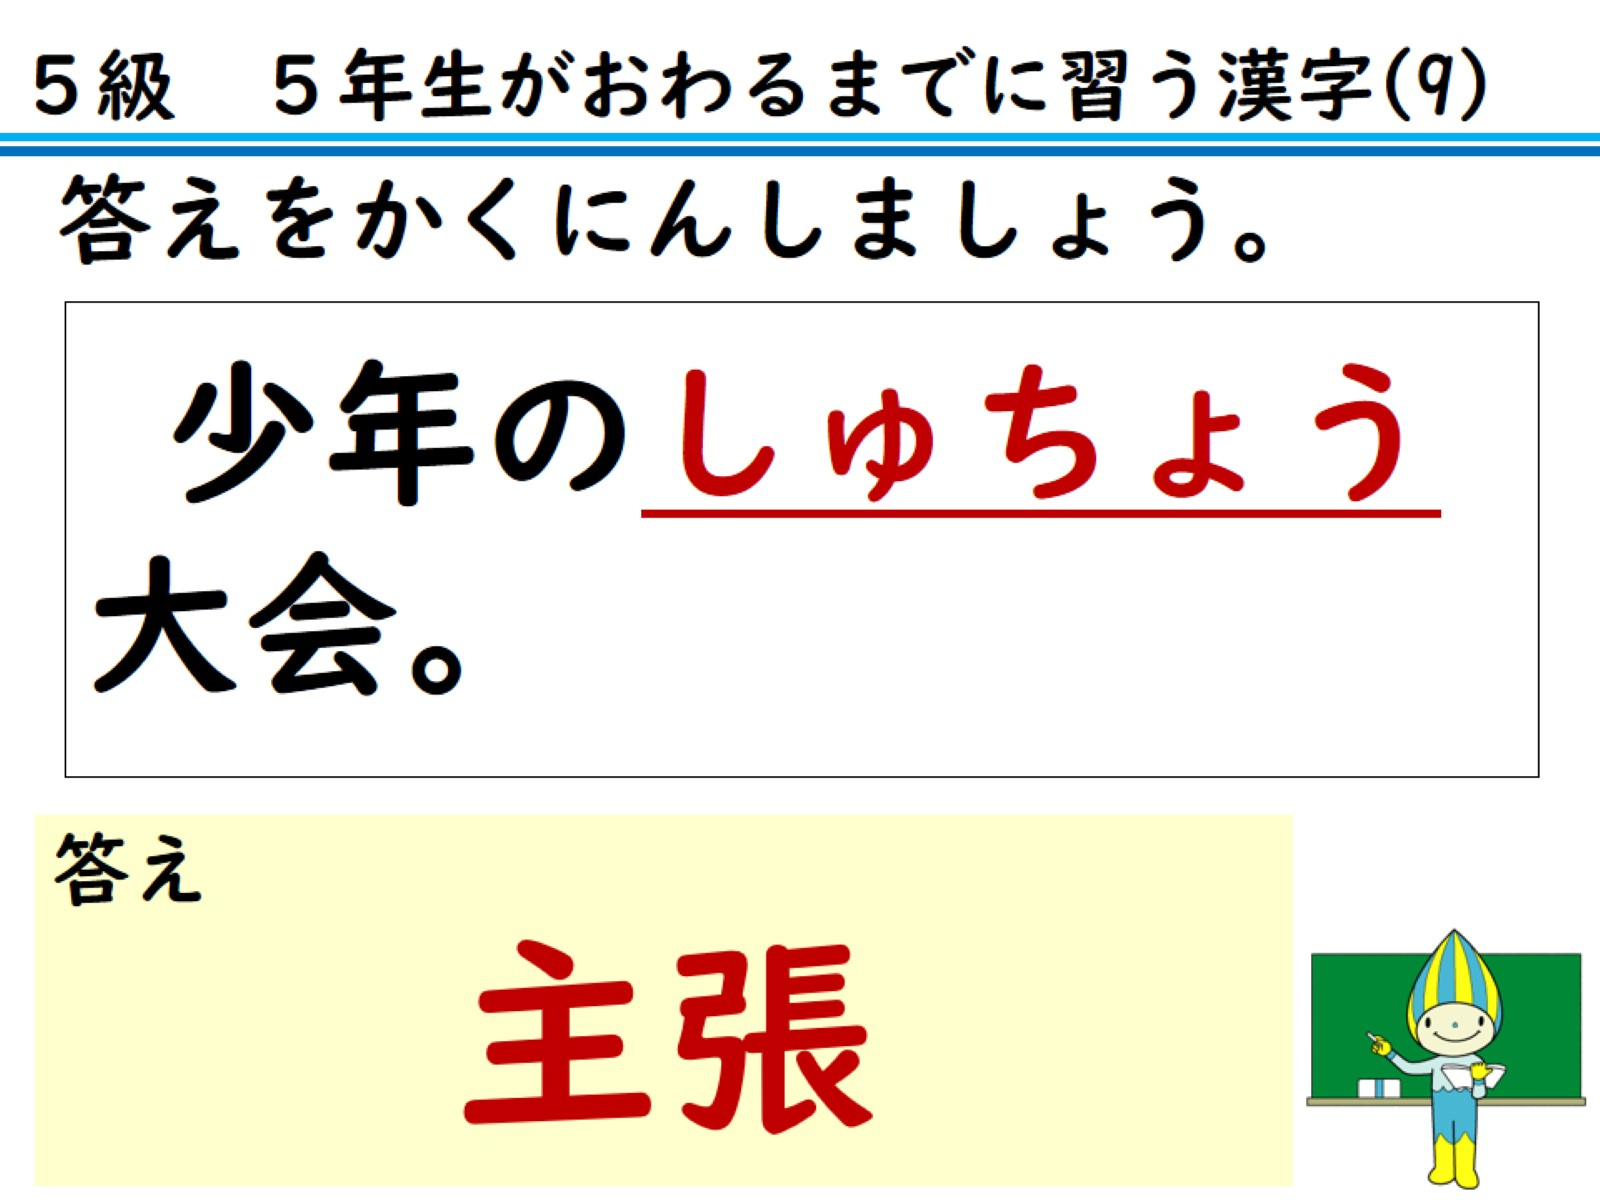 ５級　５年生がおわるまでに習う漢字(9)
答えをかくにんしましょう。
少年のしゅちょう
大会。
答え
主張